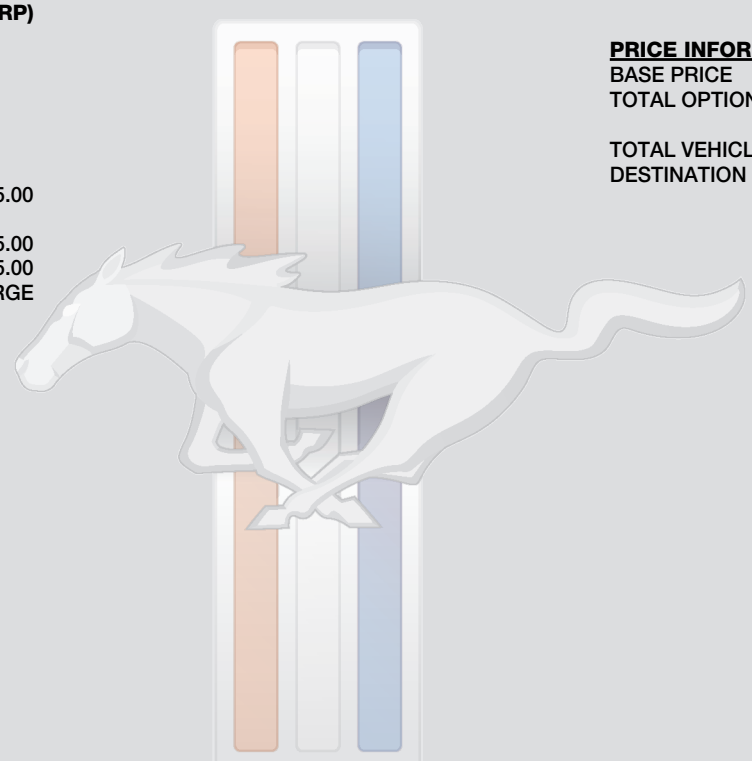 RP)
5.00
5.00
5.00
RGE
PRICE INFOR
BASE PRICE
TOTAL OPTION
TOTAL VEHICL
DESTINATION